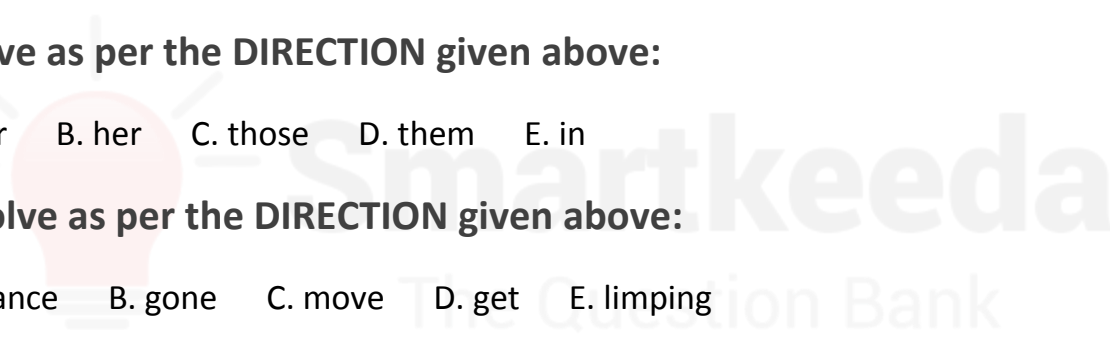 ve as per the DIRECTION given above:
r B. her C. those D. them E. in
olve as per the DIRECTION given above:
ance B. gone C. move D. get E. limping
Smartkeeda
The Question Bank